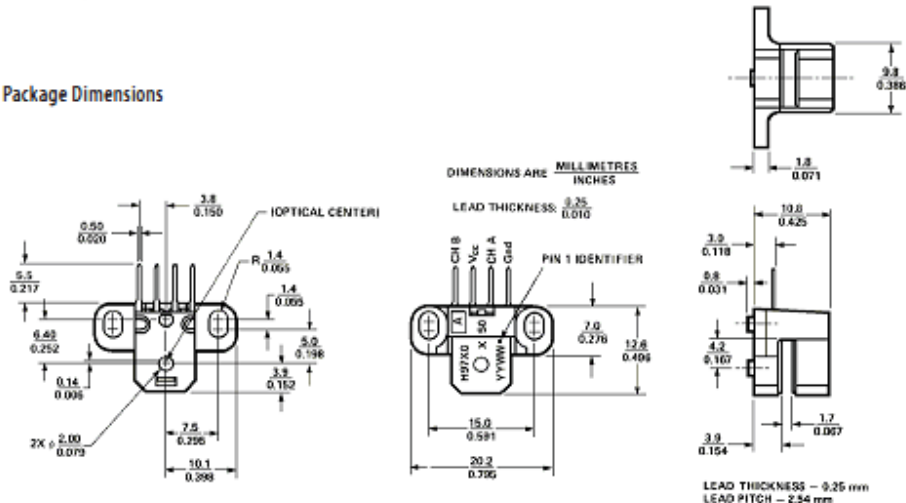 Package Dimensions
9.8
0.386
1.8
0.071
DIMENSIONS ARE MILLIMETRES
INCHES
LEAD THICKNESS: 0.25
0.010
3.8
0.150
(OPTICAL CENTER)
0.50
0.020
R 1.4
0.055
5.5
0.217
1.4
0.055
6.40
0.252
5.0
0.198
0.14
0.006
3.9
0.152
2X ø 2.00
0.079
7.5
0.295
10.1
0.398
CH B
Vcc
CH A
Gnd
PIN 1 IDENTIFIER
A
50
X
H97X0
YYWW
7.0
0.276
12.6
0.496
15.0
0.591
20.2
0.795
10.8
0.425
3.0
0.118
0.8
0.031
4.2
0.167
1.7
0.067
3.9
0.154
LEAD THICKNESS – 0.25 mm
LEAD PITCH – 2.54 mm